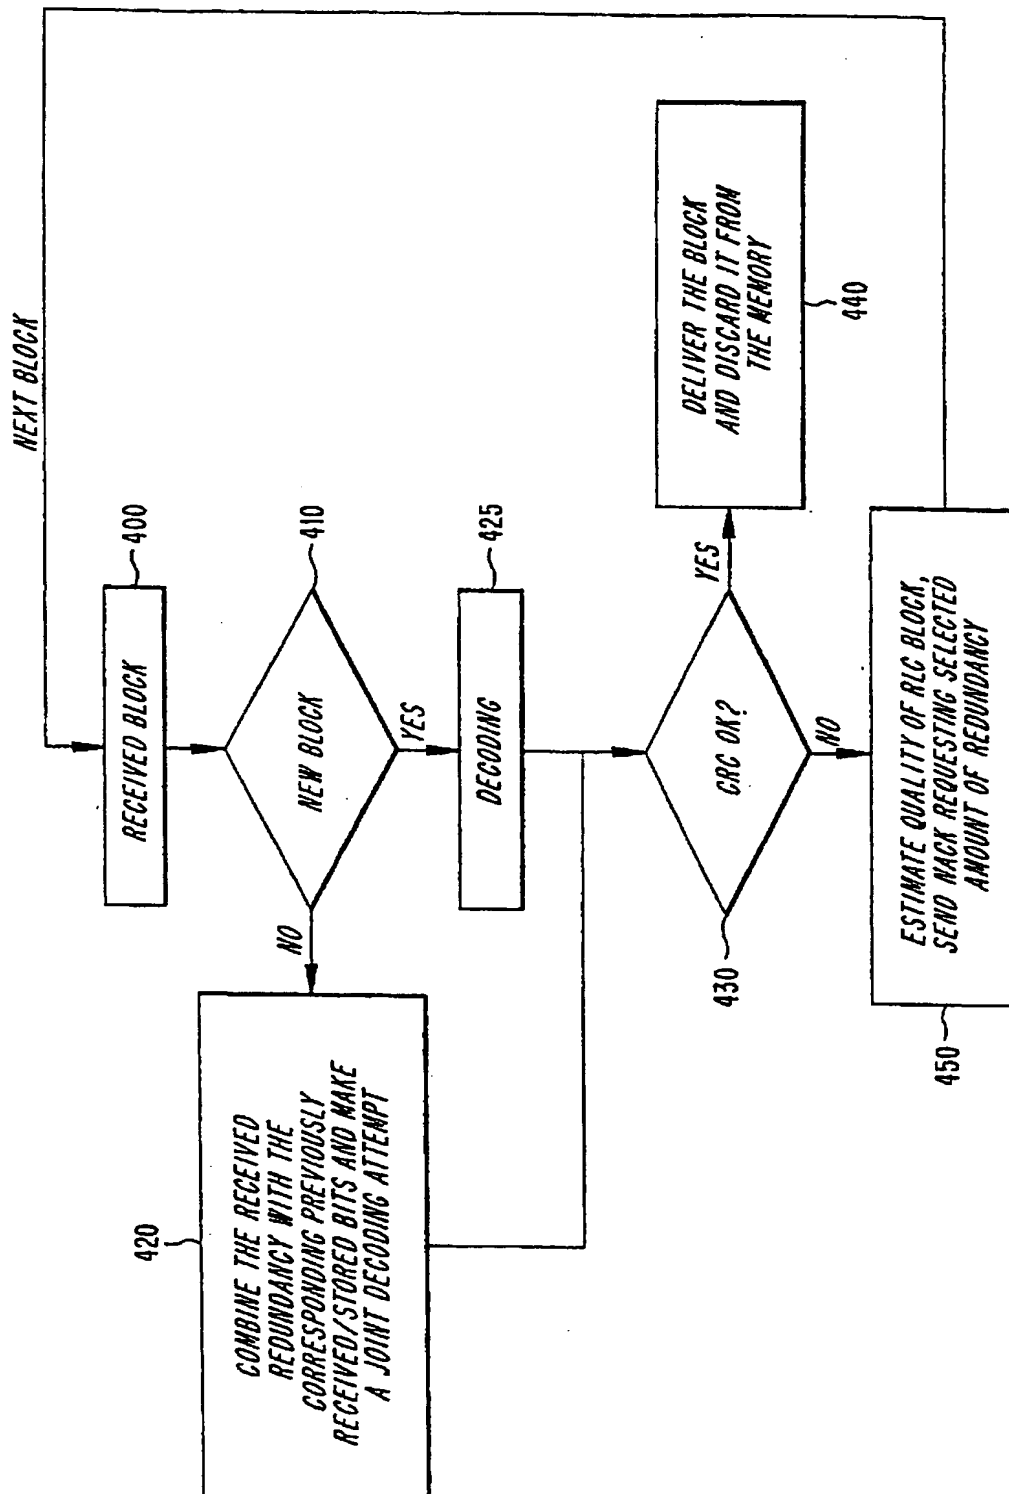 NEXT BLOCK
400
RECEIVED BLOCK
410
NEW BLOCK
NO
YES
420
COMBINE THE RECEIVED
REDUNDANCY WITH THE
CORRESPONDING PREVIOUSLY
RECEIVED/STORED BITS AND MAKE
A JOINT DECODING ATTEMPT
425
DECODING
430
CRC OK?
YES
NO
DELIVER THE BLOCK
AND DISCARD IT FROM
THE MEMORY
440
ESTIMATE QUALITY OF RLC BLOCK,
SEND NACK REQUESTING SELECTED
AMOUNT OF REDUNDANCY
450